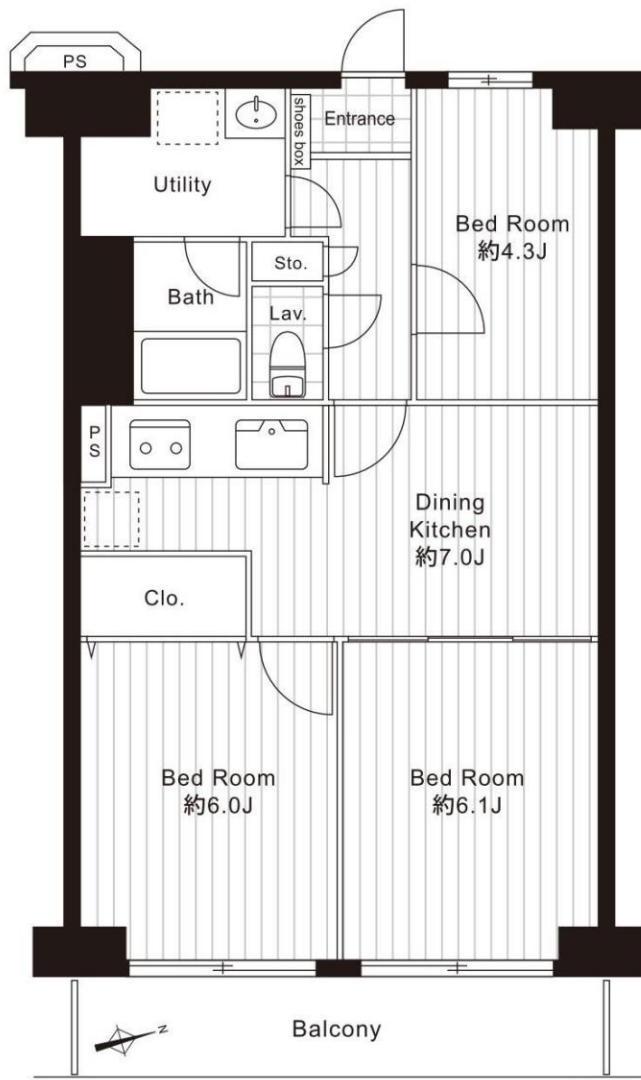 PS
shoes box
Entrance
Utility
Bed Room
約4.3J
Sto.
Bath
Lav.
PS
Dining
Kitchen
約7.0J
Clo.
Bed Room
約6.0J
Bed Room
約6.1J
N
Balcony